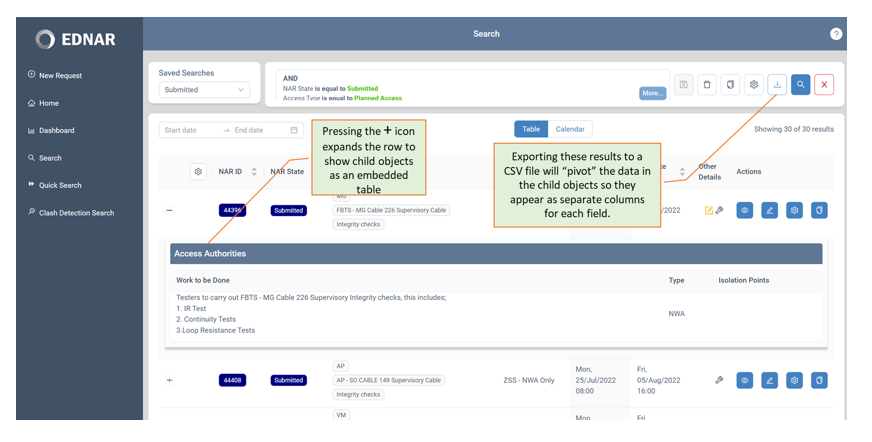 EDNAR
Search
New Request
Home
Dashboard
Search
Quick Search
Clash Detection Search
Saved Searches
Submitted
AND
NAR State is equal to Submitted
Access Type is equal to Planned Access
More...
Start date → End date
Table Calendar
Showing 30 of 30 results
Pressing the + icon
expands the row to
show child objects
as an embedded
table
Exporting these results to a
CSV file will “pivot” the data in
the child objects so they
appear as separate columns
for each field.
NAR ID NAR State
Other
Details
Actions
MG
44396 Submitted
FBTS - MG Cable 226 Supervisory Cable
Integrity checks
/2022
Access Authorities
Work to be Done Type Isolation Points
Testers to carry out FBTS - MG Cable 226 Supervisory Integrity checks, this includes;
1. IR Test
2. Continuity Tests
3.Loop Resistance Tests
NWA
44408 Submitted
AP
AP - SO CABLE 149 Supervisory Cable
Integrity checks
ZSS - NWA Only
Mon,
25/Jul/2022
08:00
Fri,
05/Aug/2022
16:00
VM
Mon
Fri